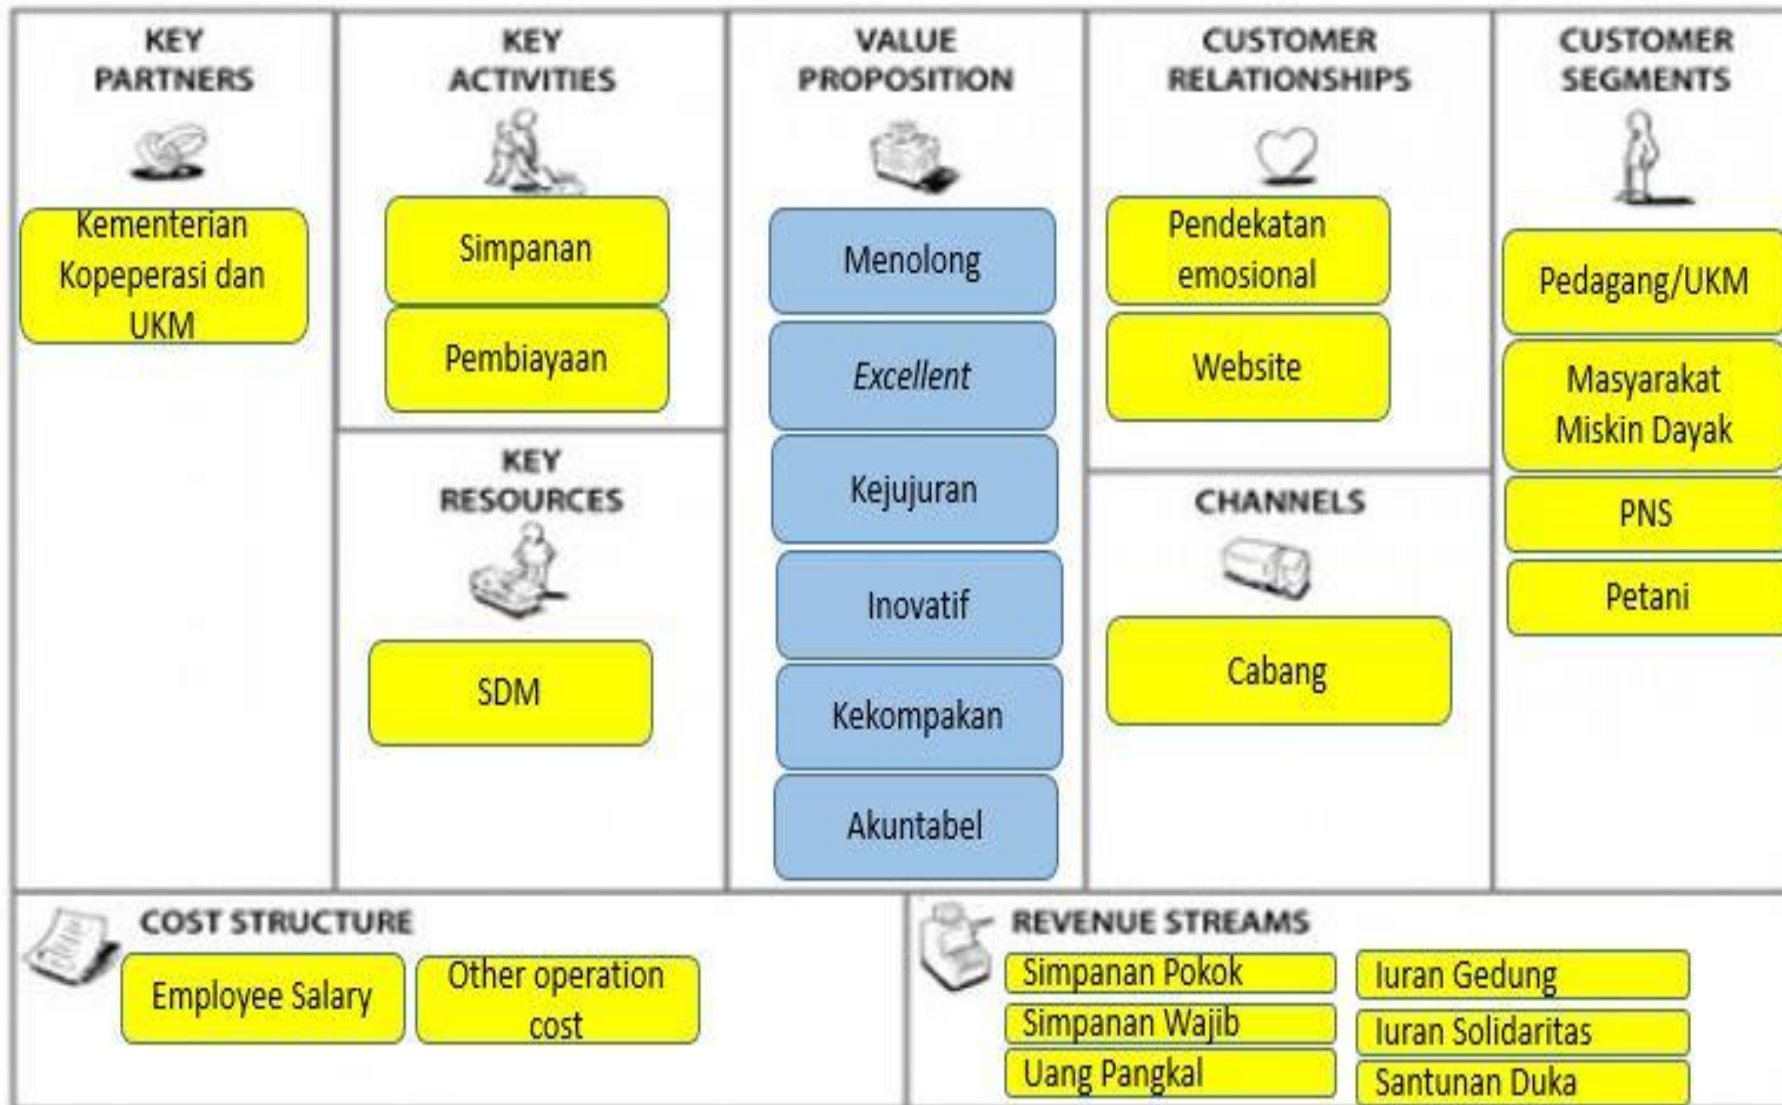 KEY
PARTNERS
Kementerian
Kopeperasi dan
UKM
KEY
ACTIVITIES
Simpanan
Pembiayaan
KEY
RESOURCES
SDM
VALUE
PROPOSITION
Menolong
Excellent
Kejujuran
Inovatif
Kekompakan
Akuntabel
CUSTOMER
RELATIONSHIPS
Pendekatan
emosional
Website
CHANNELS
Cabang
CUSTOMER
SEGMENTS
Pedagang/UKM
Masyarakat
Miskin Dayak
PNS
Petani
COST STRUCTURE
Employee Salary
Other operation
cost
REVENUE STREAMS
Simpanan Pokok
Simpanan Wajib
Uang Pangkal
Iuran Gedung
Iuran Solidaritas
Santunan Duka